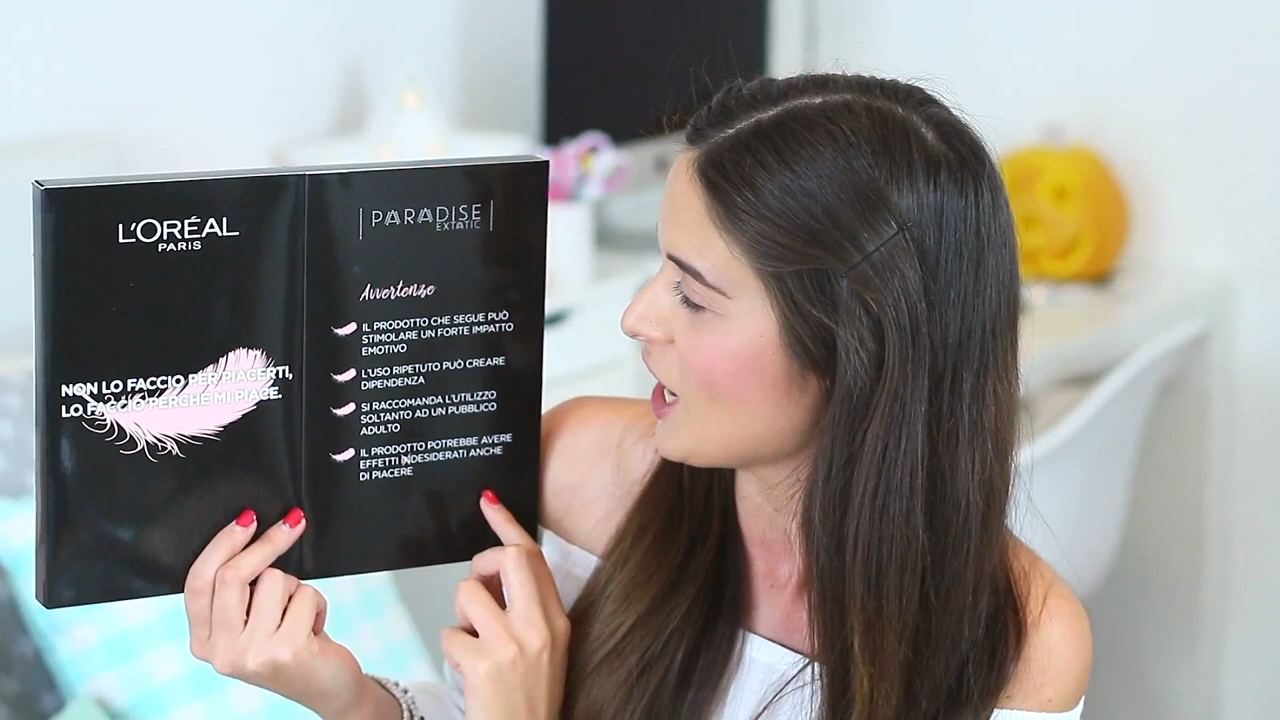 L'ORÉAL
PARIS
NON LO FACCIO PER PIACERTI,
LO FACCIO PERCHÉ MI PIACE.
PARADISE
EXTATIC
Avvertenze
IL PRODOTTO CHE SEGUE PUÒ
STIMOLARE UN FORTE IMPATTO
EMOTIVO
L'USO RIPETUTO PUÒ CREARE
DIPENDENZA
SI RACCOMANDA L'UTILIZZO
SOLTANTO AD UN PUBBLICO
ADULTO
IL PRODOTTO POTREBBE AVERE
EFFETTI INDESIDERATI ANCHE
DI PIACERE